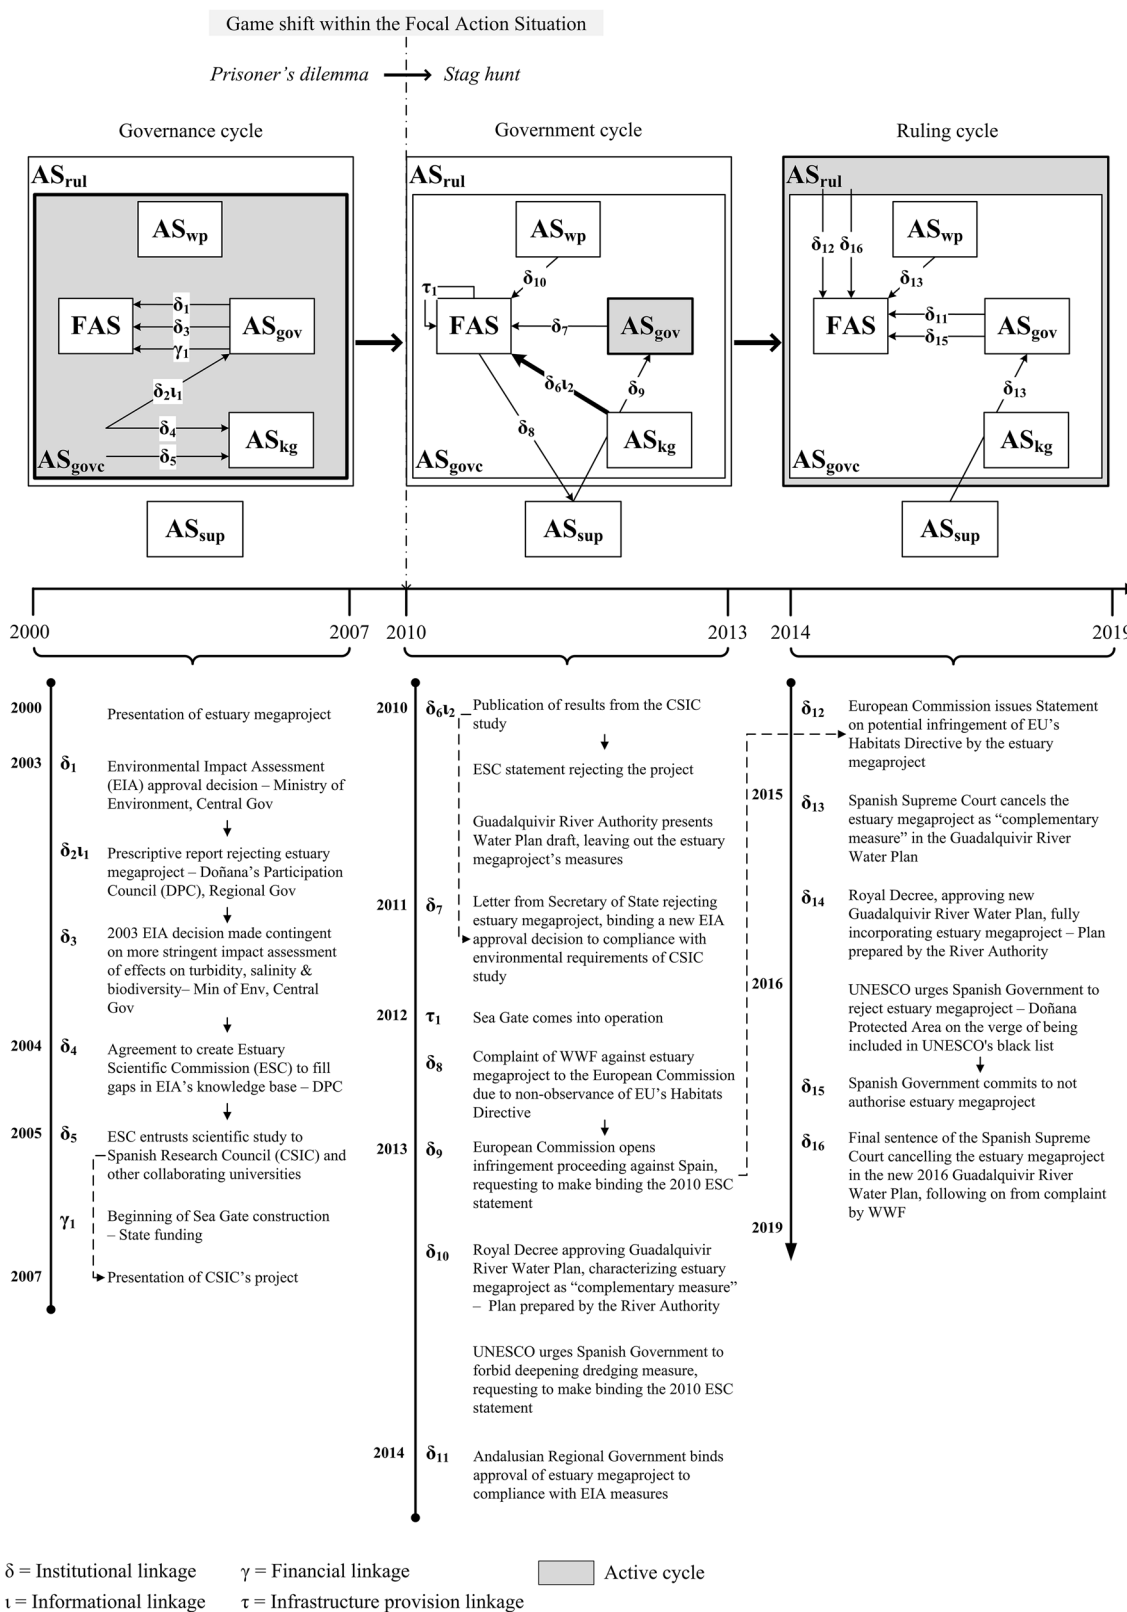 Game shift within the Focal Action Situation
Prisoner's dilemma
Stag hunt
Governance cycle
Government cycle
Ruling cycle
ASrul
ASwp
FAS
δ1
δ3
γ1
ASgov
δ2ι1
δ4
δ5
ASkg
ASgovc
ASsup
ASrul
ASwp
δ10
τ1
FAS
δ7
ASgov
δ6ι2
δ9
δ8
ASkg
ASgovc
ASsup
ASrul
δ12
δ16
ASwp
δ13
FAS
δ11
δ15
ASgov
δ13
ASkg
ASgovc
ASsup
2000
2007
2010
2013
2014
2019
2000
Presentation of estuary megaproject
2003
δ1
Environmental Impact Assessment
(EIA) approval decision – Ministry of
Environment, Central Gov
δ2ι1
Prescriptive report rejecting estuary
megaproject – Doñana's Participation
Council (DPC), Regional Gov
δ3
2003 EIA decision made contingent
on more stringent impact assessment
of effects on turbidity, salinity &
biodiversity– Min of Env, Central
Gov
2004
δ4
Agreement to create Estuary
Scientific Commission (ESC) to fill
gaps in EIA's knowledge base – DPC
2005
δ5
ESC entrusts scientific study to
Spanish Research Council (CSIC) and
other collaborating universities
γ1
Beginning of Sea Gate construction
– State funding
2007
Presentation of CSIC's project
2010
δ6ι2
Publication of results from the CSIC
study
ESC statement rejecting the project
Guadalquivir River Authority presents
Water Plan draft, leaving out the estuary
megaproject's measures
2011
δ7
Letter from Secretary of State rejecting
estuary megaproject, binding a new EIA
approval decision to compliance with
environmental requirements of CSIC
study
2012
τ1
Sea Gate comes into operation
δ8
Complaint of WWF against estuary
megaproject to the European Commission
due to non-observance of EU's Habitats
Directive
2013
δ9
European Commission opens
infringement proceeding against Spain,
requesting to make binding the 2010 ESC
statement
δ10
Royal Decree approving Guadalquivir
River Water Plan, characterizing estuary
megaproject as “complementary measure”
– Plan prepared by the River Authority
UNESCO urges Spanish Government to
forbid deepening dredging measure,
requesting to make binding the 2010 ESC
statement
2014
δ11
Andalusian Regional Government binds
approval of estuary megaproject to
compliance with EIA measures
δ12
European Commission issues Statement
on potential infringement of EU's
Habitats Directive by the estuary
megaproject
2015
δ13
Spanish Supreme Court cancels the
estuary megaproject as “complementary
measure” in the Guadalquivir River
Water Plan
δ14
Royal Decree, approving new
Guadalquivir River Water Plan, fully
incorporating estuary megaproject – Plan
prepared by the River Authority
2016
UNESCO urges Spanish Government to
reject estuary megaproject – Doñana
Protected Area on the verge of being
included in UNESCO's black list
δ15
Spanish Government commits to not
authorise estuary megaproject
δ16
Final sentence of the Spanish Supreme
Court cancelling the estuary megaproject
in the new 2016 Guadalquivir River
Water Plan, following on from complaint
by WWF
2019
δ = Institutional linkage
γ = Financial linkage
Active cycle
ι = Informational linkage
τ = Infrastructure provision linkage